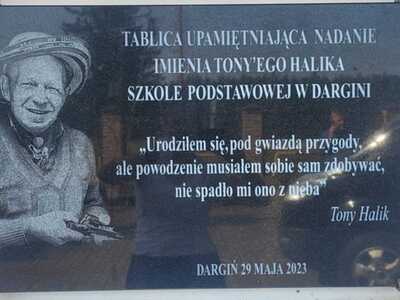 TABLICA UPAMIĘTNIAJĄCA NADANIE
IMIENIA TONY'EGO HALIKA
SZKOLE PODSTAWOWEJ W DARGINI
„Urodziłem się, pod gwiazdą przygody,
ale powodzenie musiałem sobie sam zdobywać,
nie spadło mi ono z nieba”
Tony Halik
DARGIŃ 29 MAJA 2023